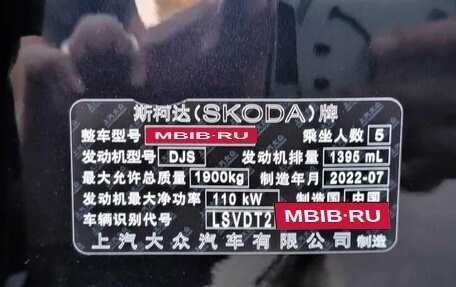 斯柯达(SKODA)牌
整车型号 MBIB·RU 乘坐人数 5
发动机型号 DJS 发动机排量 1395 mL
最大允许总质量 1900kg 制造年月 2022-07
发动机最大净功率 110 kW 制造国 中国
车辆识别代号 LSVDT2 MBIB·RU
上汽大众汽车有限公司 制造